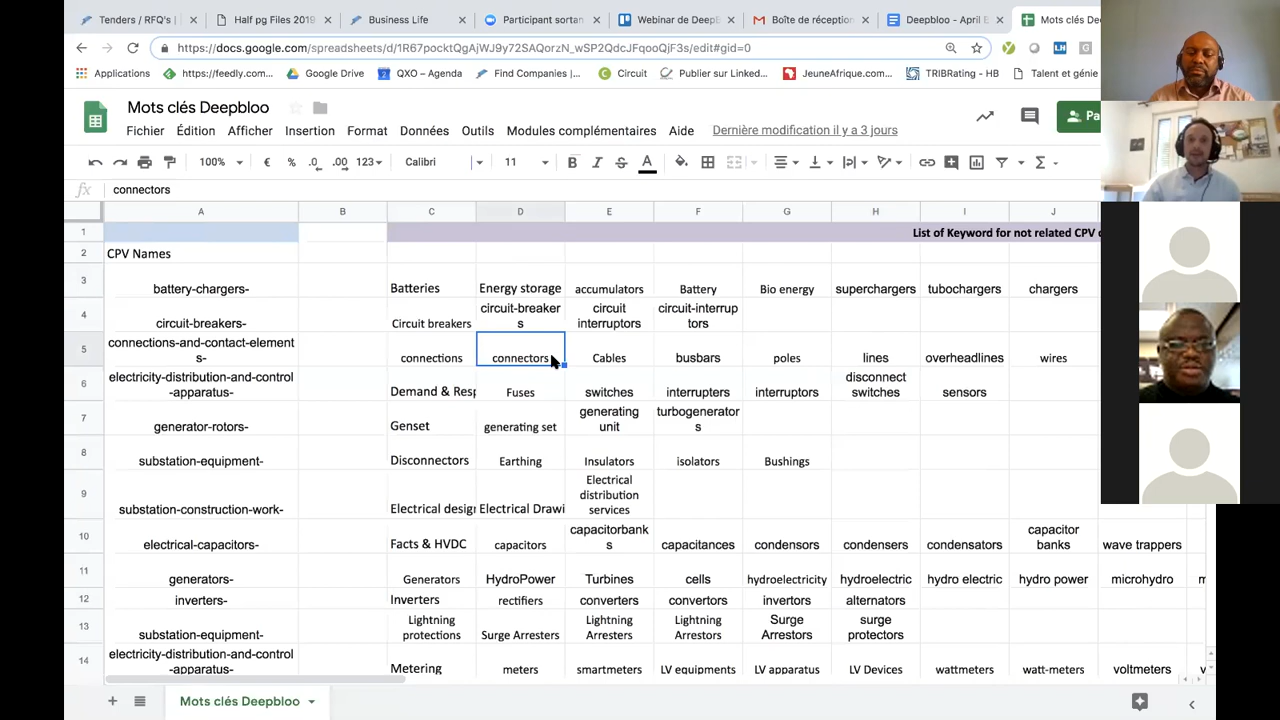 Tenders / RFQ's |
Half pg Files 2019
Business Life
Participant sortan
Webinar de DeepB
Boîte de réception
Deepbloo - April E
Mots clés De
https://docs.google.com/spreadsheets/d/1R67pocktQgAjWJ9y72SAQorzN_wSP2QdcJFqooQjF3s/edit#gid=0
Applications
https://feedly.com...
Google Drive
QXO – Agenda
Find Companies |...
Circuit
Publier sur Linked...
JeuneAfrique.com...
TRIBRating - HB
Talent et génie
Mots clés Deepbloo
Fichier Édition Afficher Insertion Format Données Outils Modules complémentaires Aide Dernière modification il y a 3 jours
Pa
100% € % .0 .00 123 Calibri 11 B I S A
fx connectors
A B C D E F G H I J
1 List of Keyword for not related CPV
2 CPV Names
3 battery-chargers- Batteries Energy storage accumulators Battery Bio energy superchargers tubochargers chargers
4 circuit-breakers- Circuit breakers circuit-breaker
s circuit
interruptors circuit-interrup
tors
5 connections-and-contact-element
s- connections connectors Cables busbars poles lines overheadlines wires
6 electricity-distribution-and-control
-apparatus- Demand & Resp Fuses switches interrupters interruptors disconnect
switches sensors
7 generator-rotors- Genset generating set generating
unit turbogenerator
s
8 substation-equipment- Disconnectors Earthing Insulators isolators Bushings
9 substation-construction-work- Electrical desig Electrical Drawi Electrical
distribution
services
10 electrical-capacitors- Facts & HVDC capacitors capacitorbank
s capacitances condensors condensers condensators capacitor
banks wave trappers
11 generators- Generators HydroPower Turbines cells hydroelectricity hydroelectric hydro electric hydro power microhydro
12 inverters- Inverters rectifiers converters convertors invertors alternators
13 substation-equipment- Lightning
protections Surge Arresters Lightning
Arresters Lightning
Arrestors Surge
Arrestors surge
protectors
14 electricity-distribution-and-control
-apparatus- Metering meters smartmeters LV equipments LV apparatus LV Devices wattmeters watt-meters voltmeters
Mots clés Deepbloo